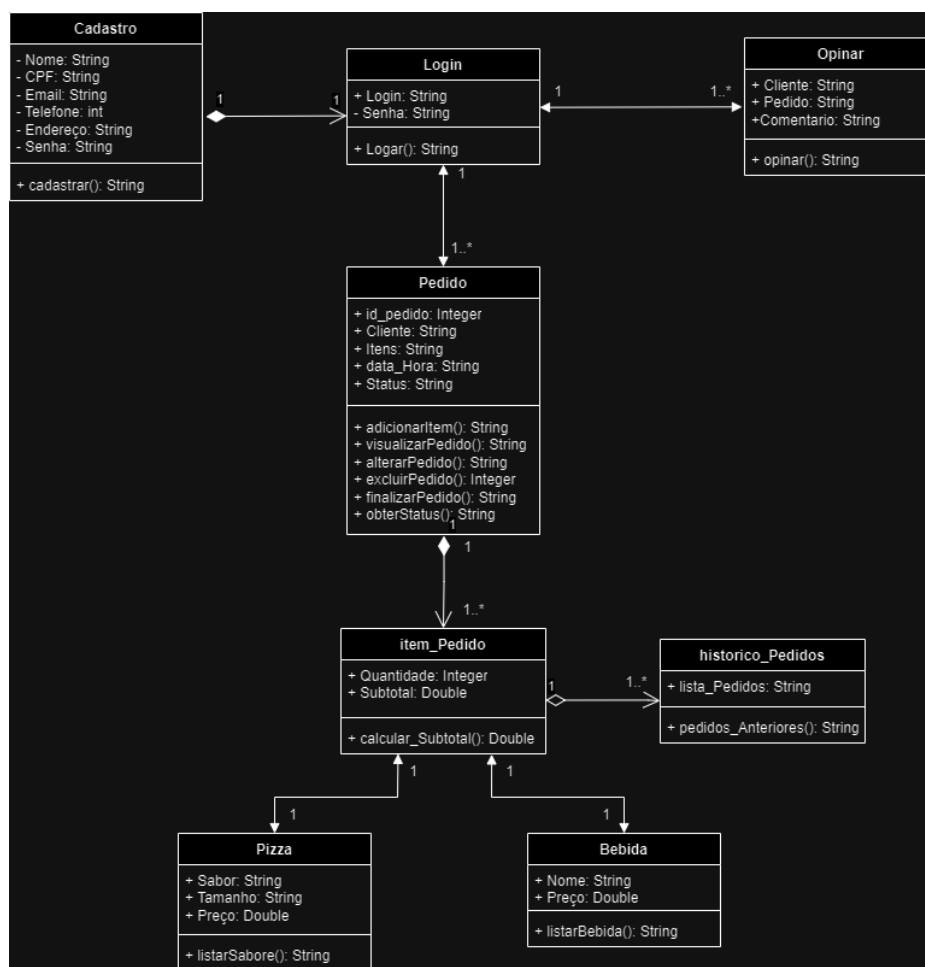 Cadastro
- Nome: String
- CPF: String
- Email: String
- Telefone: int
- Endereço: String
- Senha: String
+ cadastrar(): String
1
1
Login
+ Login: String
- Senha: String
+ Logar(): String
1
1..*
Opinar
+ Cliente: String
+ Pedido: String
+Comentario: String
+ opinar(): String
1
1..*
Pedido
+ id_pedido: Integer
+ Cliente: String
+ Itens: String
+ data_Hora: String
+ Status: String
+ adicionarItem(): String
+ visualizarPedido(): String
+ alterarPedido(): String
+ excluirPedido(): Integer
+ finalizarPedido(): String
+ obterStatus(): String
1
1
1..*
item_Pedido
+ Quantidade: Integer
+ Subtotal: Double
+ calcular_Subtotal(): Double
1
1..*
historico_Pedidos
+ lista_Pedidos: String
+ pedidos_Anteriores(): String
1
1
1
1
Pizza
+ Sabor: String
+ Tamanho: String
+ Preço: Double
+ listarSabore(): String
Bebida
+ Nome: String
+ Preço: Double
+ listarBebida(): String